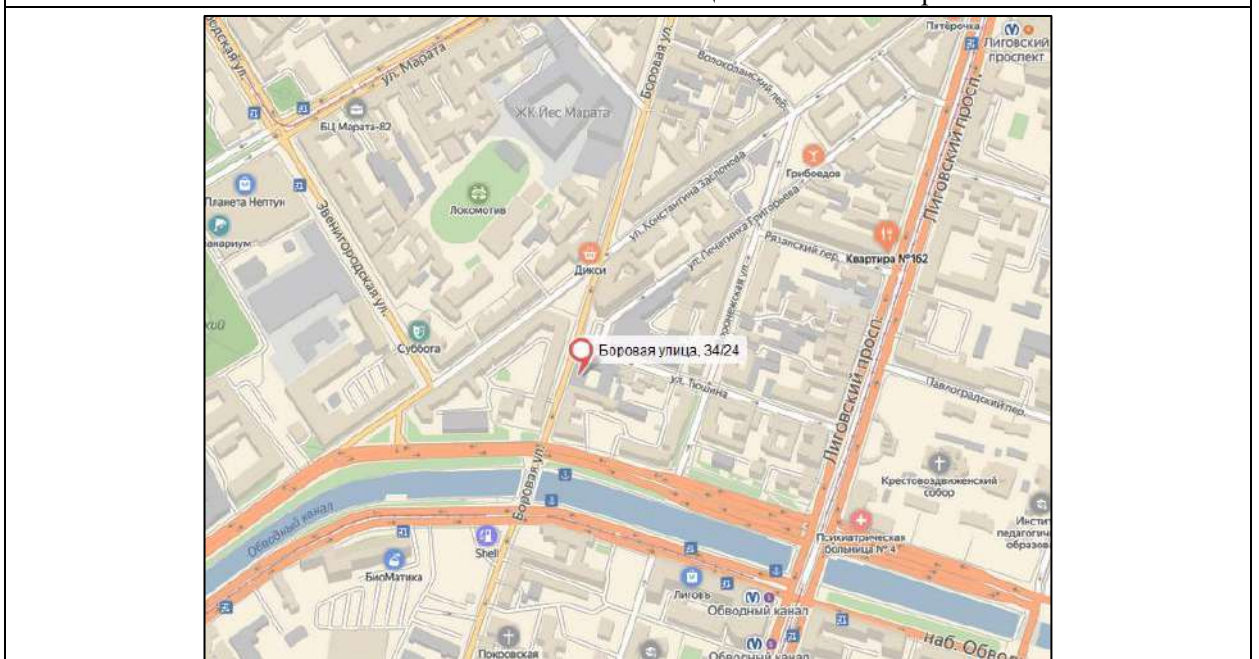 Пятёрочка
Лиговский
проспект
ул. Марата
Боровая ул.
Волоколамский пер.
БЦ Марата-82
ЖК Йес Марата
Лиговский просп.
Грибоедов
ул. Константина Заслонова
Планета Нептун
Локомотив
ул. Печатника Григорьева
Рязанский пер.
Квартира №162
Звенигородская ул.
Дикси
Суббота
Боровая улица, 34/24
ул. Тюшина
Павлоградский пер.
Лиговский просп.
Крестовоздвиженский
собор
Боровая ул.
Обводный канал
Психиатрическая
больница № 4
Shell
БиоМатика
Лиговъ
Обводный канал
наб. Обвод
Покровская
Обводный канал